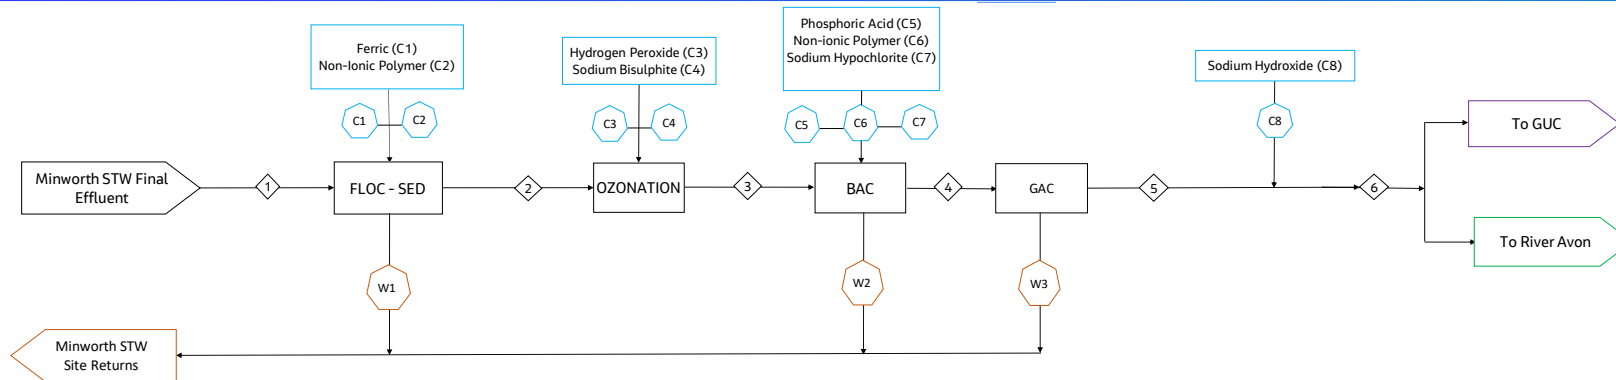 Ferric (C1)
Non-Ionic Polymer (C2)
Hydrogen Peroxide (C3)
Sodium Bisulphite (C4)
Phosphoric Acid (C5)
Non-ionic Polymer (C6)
Sodium Hypochlorite (C7)
Sodium Hydroxide (C8)
C1
C2
C3
C4
C5
C6
C7
C8
To GUC
Minworth STW Final
Effluent
1
FLOC - SED
2
OZONATION
3
BAC
4
GAC
5
6
To River Avon
W1
W2
W3
Minworth STW
Site Returns